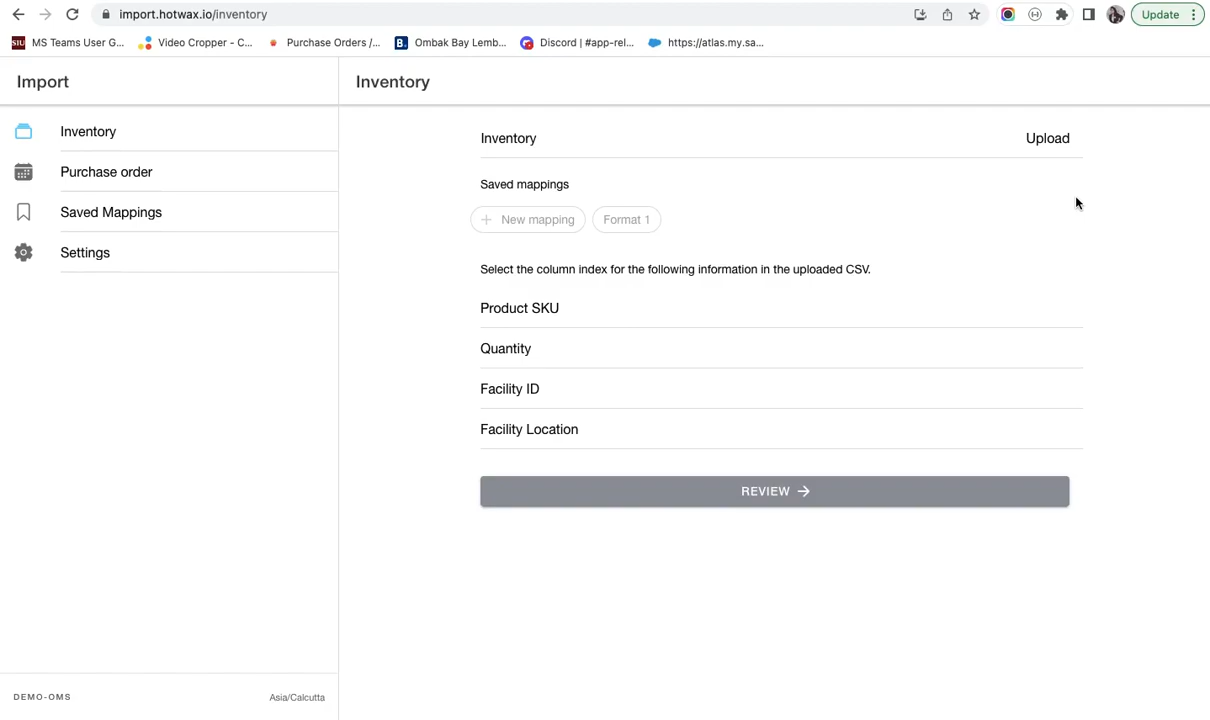 import.hotwax.io/inventory
Update
SIU MS Teams User G... Video Cropper - C... Purchase Orders /... B. Ombak Bay Lemb... Discord | #app-rel... https://atlas.my.sa...
Import
Inventory
Purchase order
Saved Mappings
Settings
DEMO-OMS
Asia/Calcutta
Inventory
Inventory Upload
Saved mappings
New mapping Format 1
Select the column index for the following information in the uploaded CSV.
Product SKU
Quantity
Facility ID
Facility Location
REVIEW